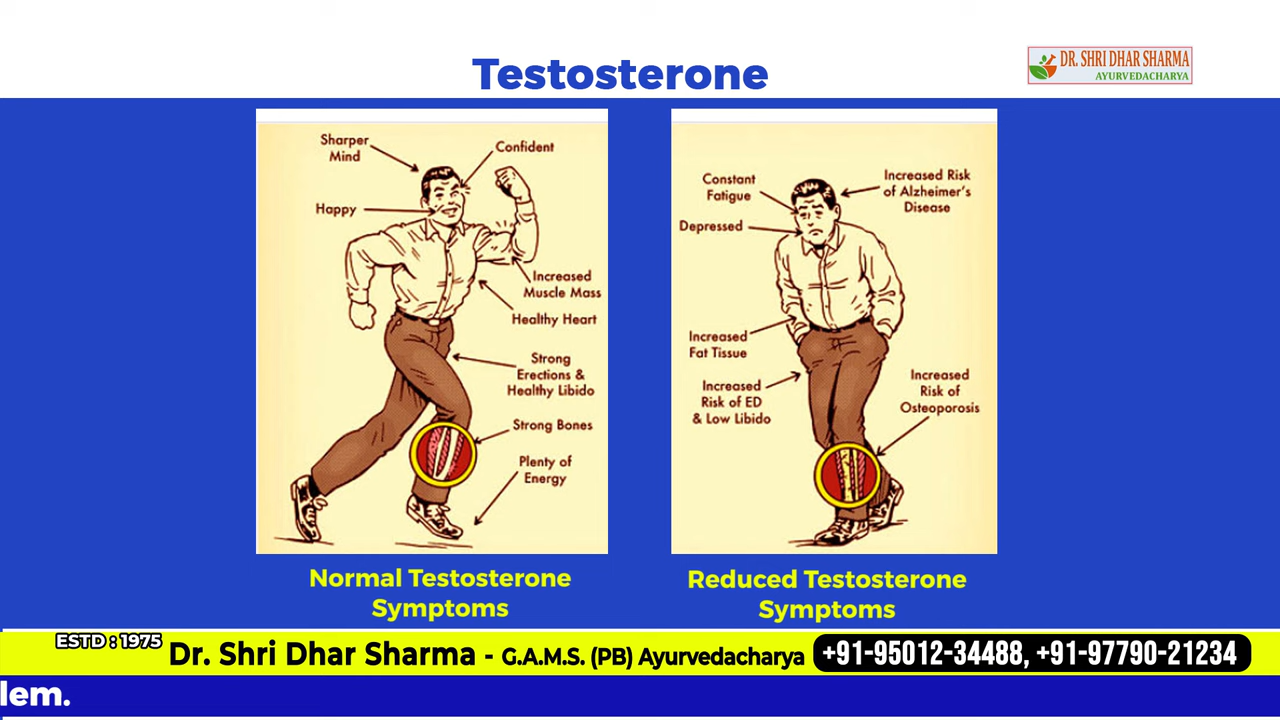 Testosterone
DR. SHRI DHAR SHARMA
AYURVEDACHARYA
Sharper
Mind
Confident
Happy
Increased
Muscle Mass
Healthy Heart
Strong
Erections &
Healthy Libido
Strong Bones
Plenty of
Energy
Normal Testosterone
Symptoms
Constant
Fatigue
Increased Risk
of Alzheimer's
Disease
Depressed
Increased
Fat Tissue
Increased
Risk of ED
& Low Libido
Increased
Risk of
Osteoporosis
Reduced Testosterone
Symptoms
ESTD : 1975
Dr. Shri Dhar Sharma - G.A.M.S. (PB) Ayurvedacharya
+91-95012-34488, +91-97790-21234
lem.